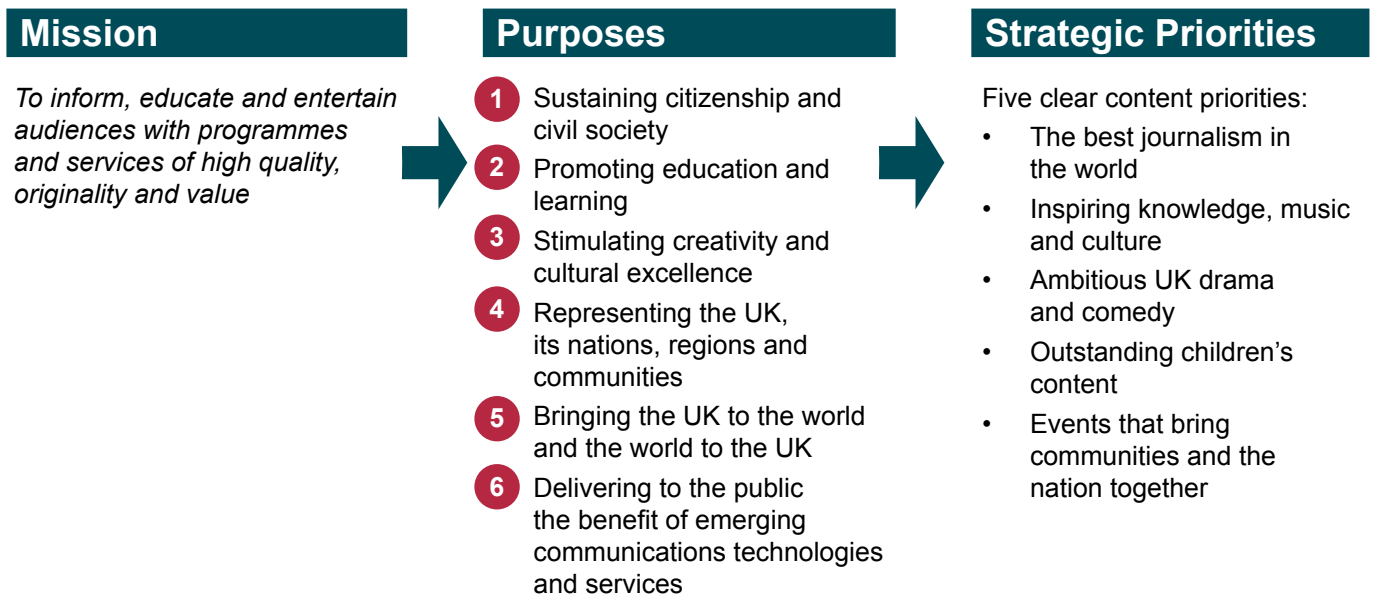 Mission
To inform, educate and entertain
audiences with programmes
and services of high quality,
originality and value
Purposes
1 Sustaining citizenship and
civil society
2 Promoting education and
learning
3 Stimulating creativity and
cultural excellence
4 Representing the UK,
its nations, regions and
communities
5 Bringing the UK to the world
and the world to the UK
6 Delivering to the public
the benefit of emerging
communications technologies
and services
Strategic Priorities
Five clear content priorities:
• The best journalism in
the world
• Inspiring knowledge, music
and culture
• Ambitious UK drama
and comedy
• Outstanding children’s
content
• Events that bring
communities and the
nation together